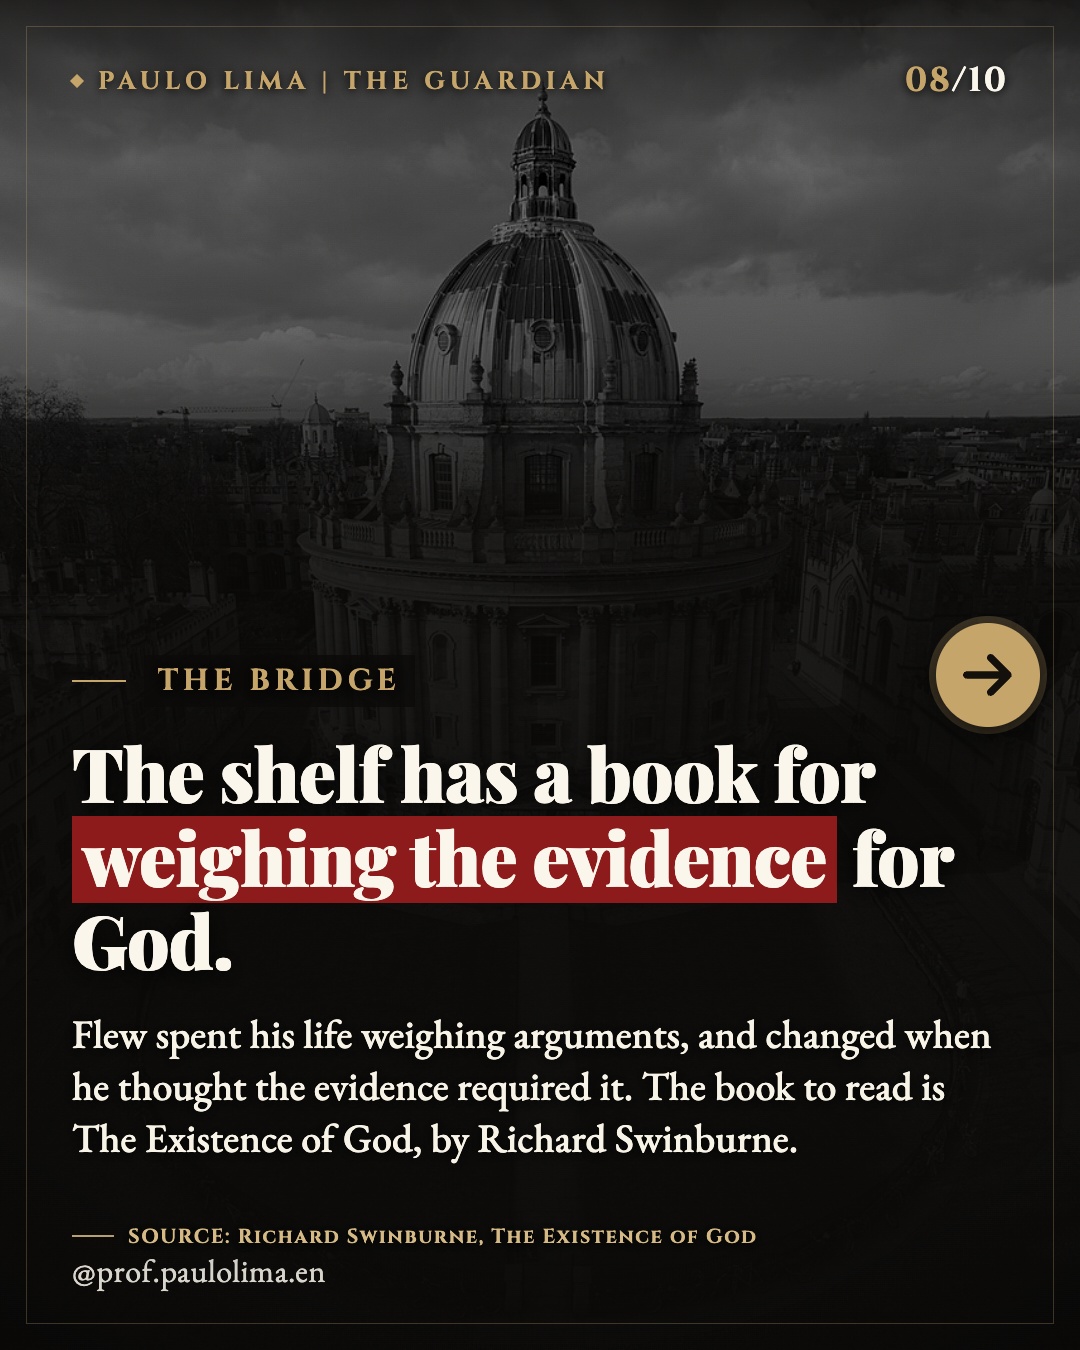 ◆ PAULO LIMA | THE GUARDIAN
08/10
THE BRIDGE
The shelf has a book for
weighing the evidence for
God.
Flew spent his life weighing arguments, and changed when
he thought the evidence required it. The book to read is
The Existence of God, by Richard Swinburne.
SOURCE: Richard Swinburne, The Existence of God
@prof.paulolima.en